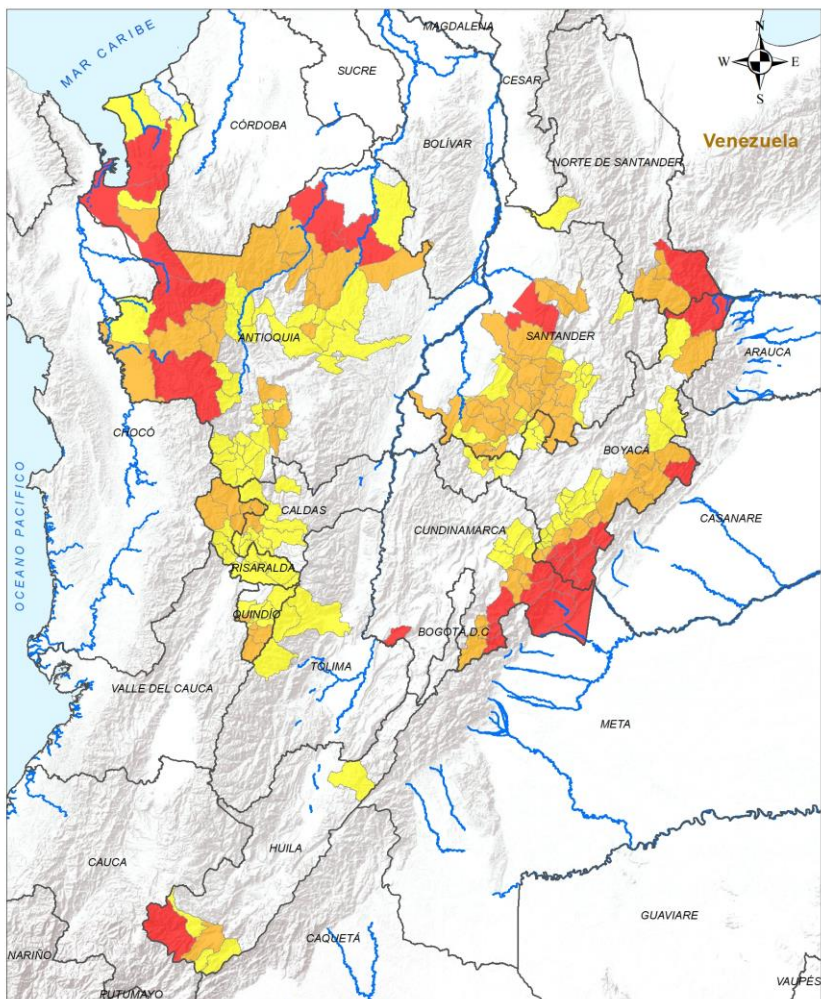 MAGDALENA
N
W E
S
MAR CARIBE
SUCRE
CESAR
CÓRDOBA
BOLÍVAR
Venezuela
NORTE DE SANTANDER
ANTIOQUIA
SANTANDER
ARAUCA
CHOCÓ
BOYACA
OCEANO PACIFICO
CALDAS
CUNDINAMARCA
CASANARE
RISARALDA
QUINDÍO
BOGOTÁ D.C
TOLIMA
VALLE DEL CAUCA
META
HUILA
CAUCA
GUAVIARE
CAQUETÁ
NARIÑO
PUTUMAYO
VAUPÉS